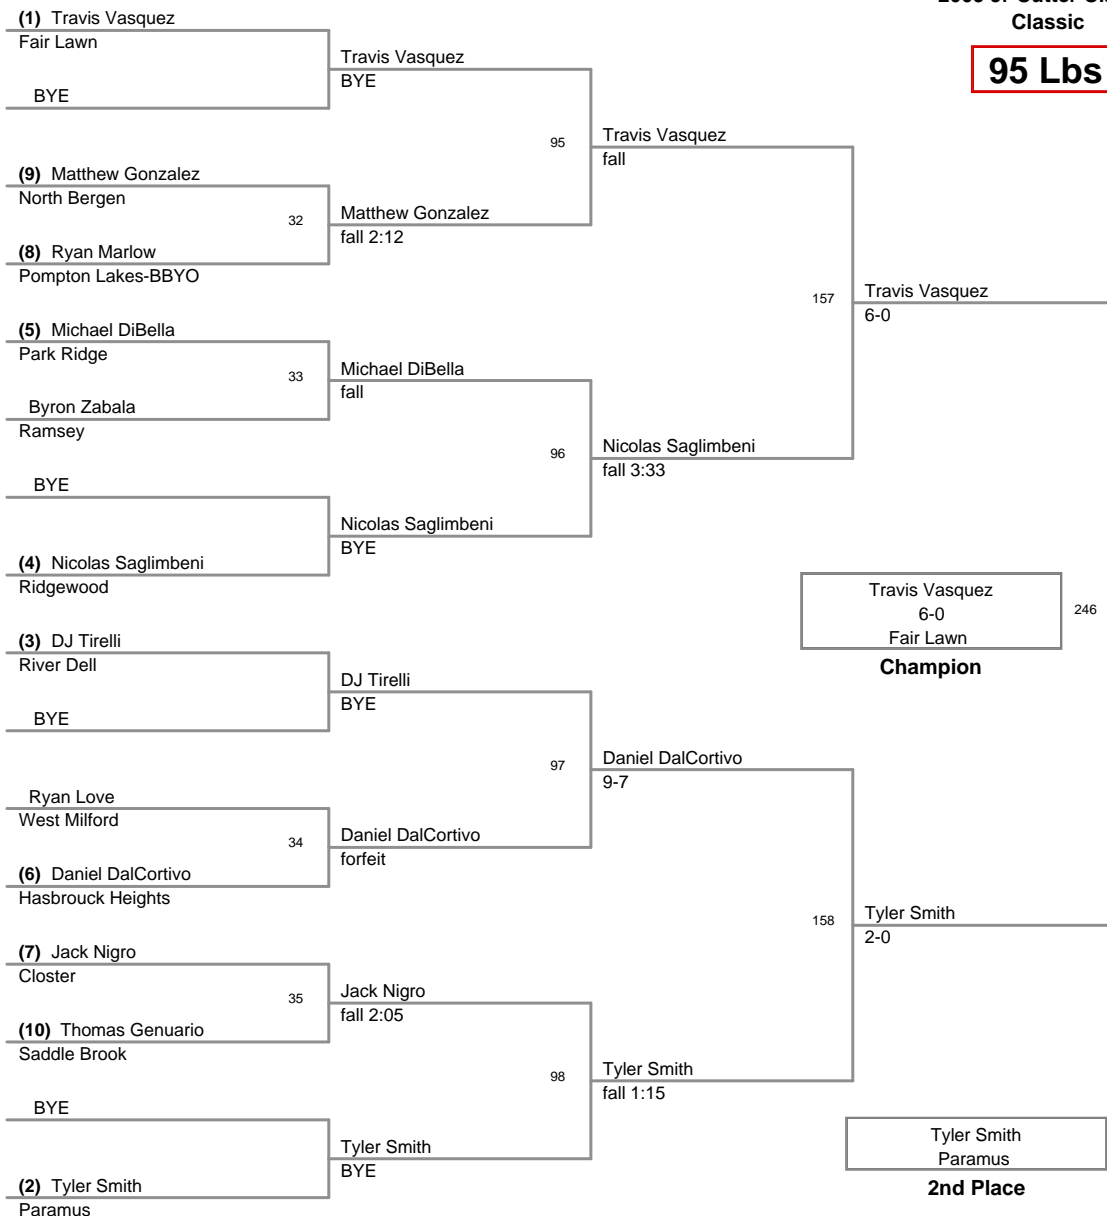 Classic
95 Lbs
(1) Travis Vasquez
Fair Lawn
BYE
(9) Matthew Gonzalez
North Bergen
32
(8) Ryan Marlow
Pompton Lakes-BBYO
(5) Michael DiBella
Park Ridge
33
Byron Zabala
Ramsey
BYE
(4) Nicolas Saglimbeni
Ridgewood
(3) DJ Tirelli
River Dell
BYE
Ryan Love
West Milford
34
(6) Daniel DalCortivo
Hasbrouck Heights
(7) Jack Nigro
Closter
35
(10) Thomas Genuario
Saddle Brook
BYE
(2) Tyler Smith
Paramus
Travis Vasquez
BYE
95
Matthew Gonzalez
fall 2:12
Michael DiBella
fall
96
Nicolas Saglimbeni
BYE
DJ Tirelli
BYE
97
Daniel DalCortivo
forfeit
Jack Nigro
fall 2:05
98
Tyler Smith
BYE
Travis Vasquez
fall
157
Nicolas Saglimbeni
fall 3:33
Daniel DalCortivo
9-7
158
Tyler Smith
fall 1:15
Travis Vasquez
6-0
Tyler Smith
2-0
Travis Vasquez
6-0
Fair Lawn
246
Champion
Tyler Smith
Paramus
2nd Place